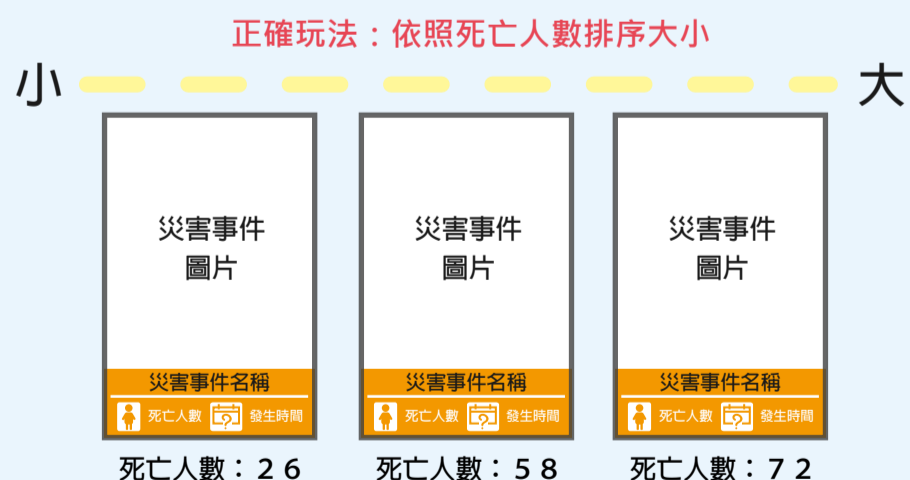 正確玩法：依照死亡人數排序大小
小 大
災害事件 災害事件 災害事件
圖片 圖片 圖片
災害事件名稱 災害事件名稱 災害事件名稱
死亡人數 ? 發生時間 死亡人數 ? 發生時間 死亡人數 ? 發生時間
死亡人數：26 死亡人數：58 死亡人數：72